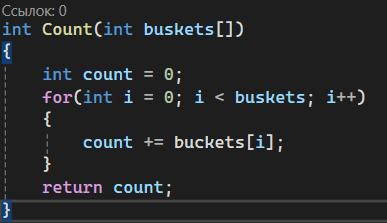 Ссылок: 0
int Count(int buskets[])
{
    int count = 0;
    for(int i = 0; i < buskets; i++)
    {
        count += buckets[i];
    }
    return count;
}